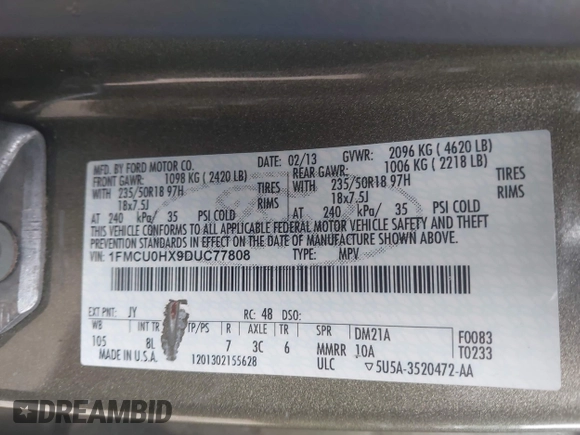 MFD. BY FORD MOTOR CO.
DATE: 02/13 GVWR: 2096 KG ( 4620 LB)
FRONT GAWR: 1098 KG ( 2420 LB) REAR GAWR: 1006 KG ( 2218 LB)
WITH 235/50R18 97H TIRES WITH 235/50R18 97H TIRES
18x7.5J RIMS 18x7.5J RIMS
AT 240 kPa/ 35 PSI COLD AT 240 kPa/ 35 PSI COLD
THIS VEHICLE CONFORMS TO ALL APPLICABLE FEDERAL MOTOR VEHICLE SAFETY AND THEFT
PREVENTION STANDARDS IN EFFECT ON THE DATE OF MANUFACTURE SHOWN ABOVE.
VIN: 1FMCU0HX9DUC77808 TYPE: MPV
EXT PNT: JY RC: 48 DSO:
WB INT TR TP/PS R AXLE TR SPR DM21A F0083
105 8L 7 3C 6 MMRR 10A T0233
MADE IN U.S.A. 1201302155628 ULC 5U5A-3520472-AA
DREAMBID